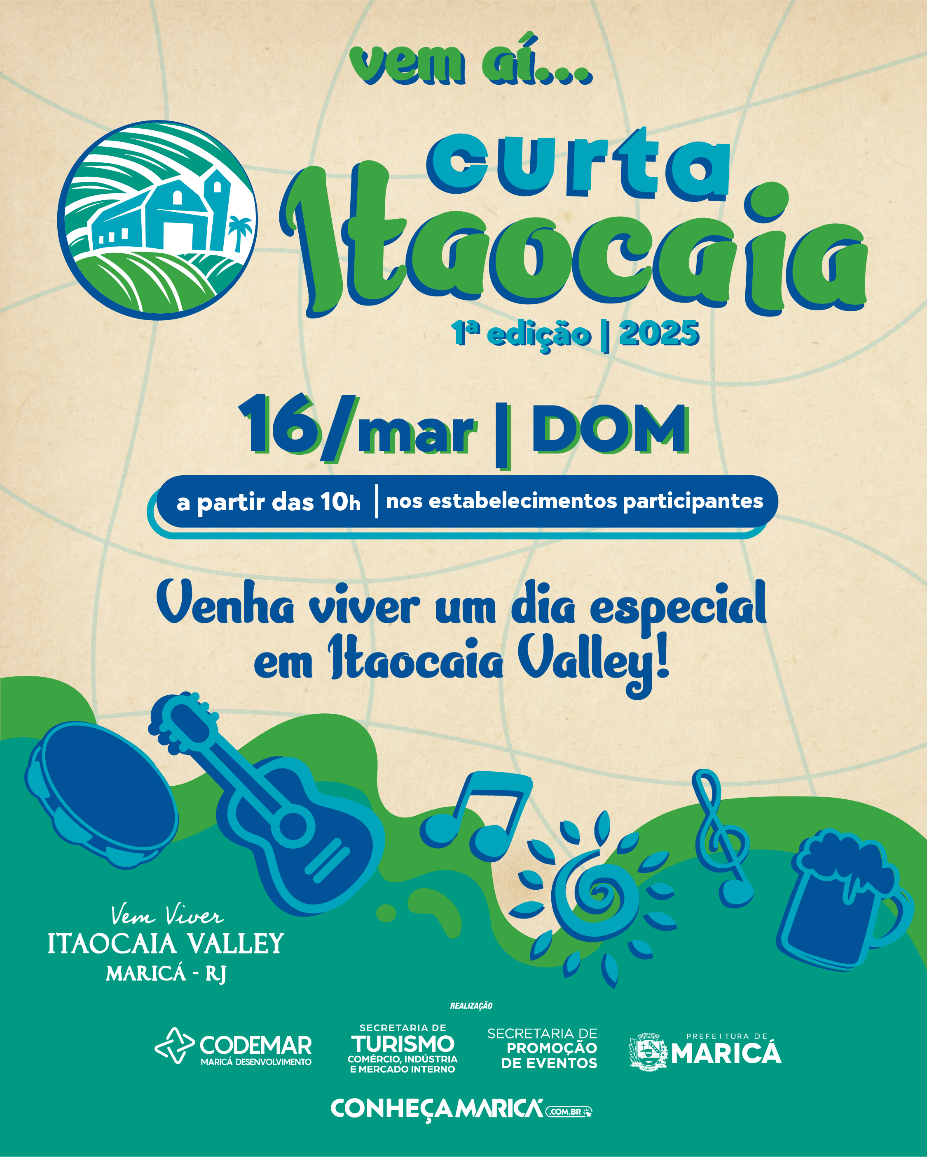 vem aí...
curta
Itaocaia
1ª edição | 2025
16/mar | DOM
a partir das 10h | nos estabelecimentos participantes
Venha viver um dia especial
em Itaocaia Valley!
Vem Viver
ITAOCAIA VALLEY
MARICÁ - RJ
REALIZAÇÃO
CODEMAR
MARICÁ DESENVOLVIMENTO
SECRETARIA DE
TURISMO
COMÉRCIO, INDÚSTRIA
E MERCADO INTERNO
SECRETARIA DE
PROMOÇÃO
DE EVENTOS
PREFEITURA DE
MARICÁ
CONHEÇAMARICÁ .COM.BR